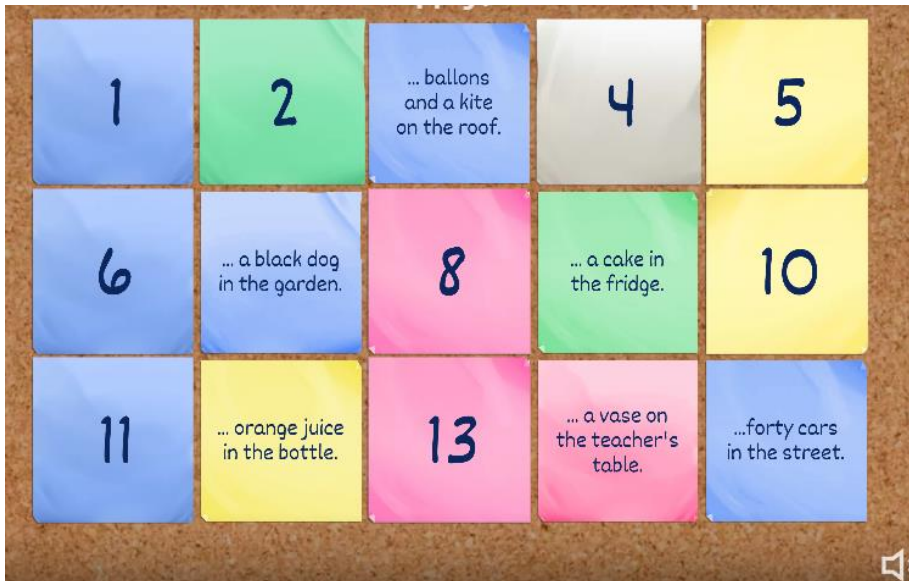 1
2
... ballons
and a kite
on the roof.
4
5
6
... a black dog
in the garden.
8
... a cake in
the fridge.
10
11
... orange juice
in the bottle.
13
... a vase on
the teacher's
table.
...forty cars
in the street.